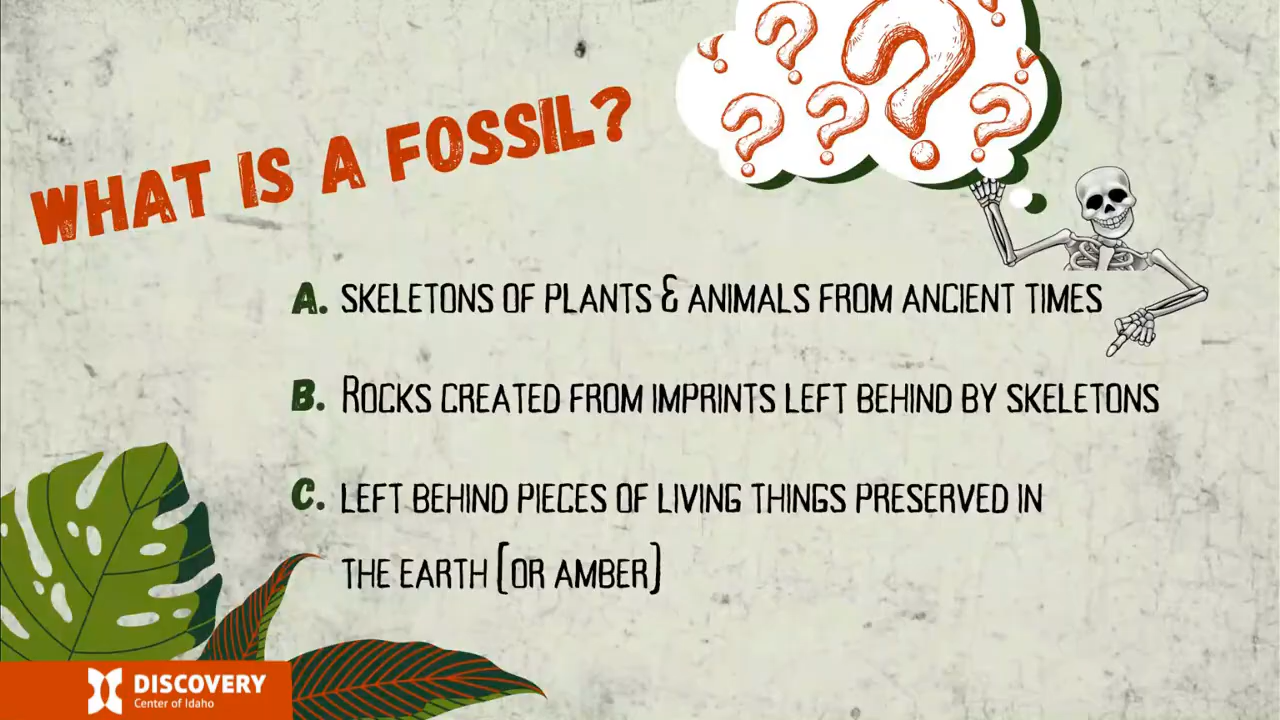 WHAT IS A FOSSIL?
A. SKELETONS OF PLANTS & ANIMALS FROM ANCIENT TIMES
B. ROCKS CREATED FROM IMPRINTS LEFT BEHIND BY SKELETONS
C. LEFT BEHIND PIECES OF LIVING THINGS PRESERVED IN
THE EARTH (OR AMBER)
DISCOVERY
Center of Idaho